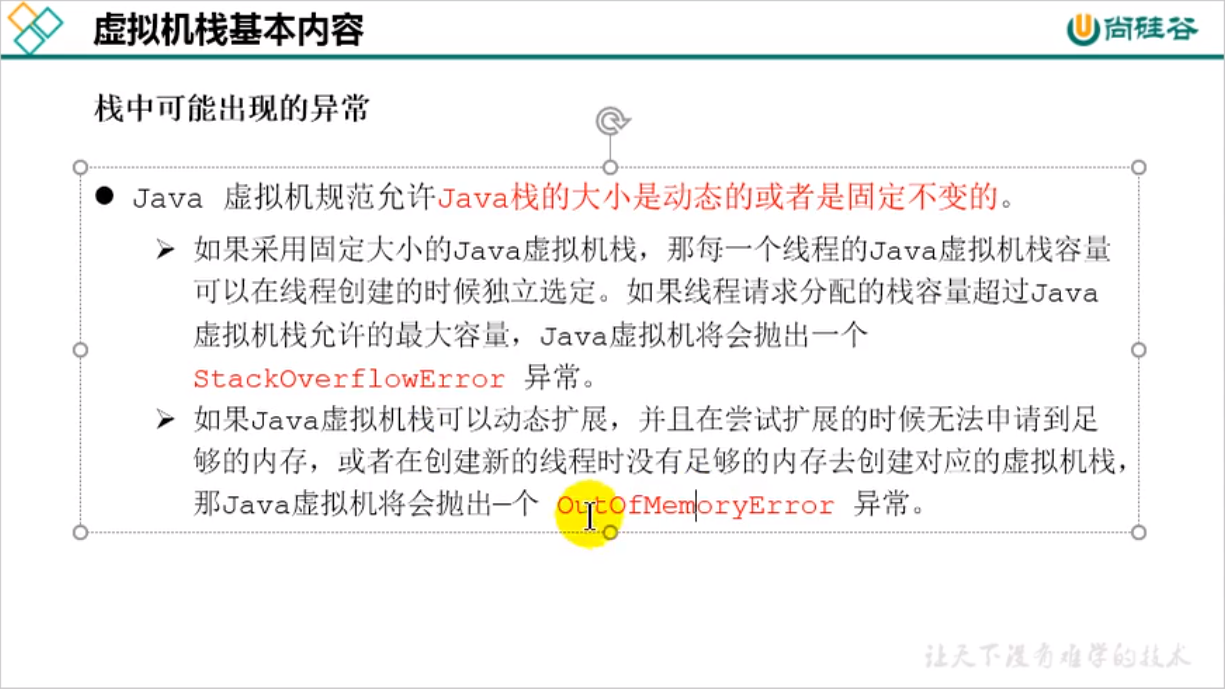 虚拟机栈基本内容
尚硅谷
栈中可能出现的异常
Java 虚拟机规范允许Java栈的大小是动态的或者是固定不变的。
如果采用固定大小的Java虚拟机栈，那每一个线程的Java虚拟机栈容量
可以在线程创建的时候独立选定。如果线程请求分配的栈容量超过Java
虚拟机栈允许的最大容量，Java虚拟机将会抛出一个
StackOverflowError 异常。
如果Java虚拟机栈可以动态扩展，并且在尝试扩展的时候无法申请到足
够的内存，或者在创建新的线程时没有足够的内存去创建对应的虚拟机栈，
那Java虚拟机将会抛出一个 OutOfMemoryError 异常。
让天下没有难学的技术